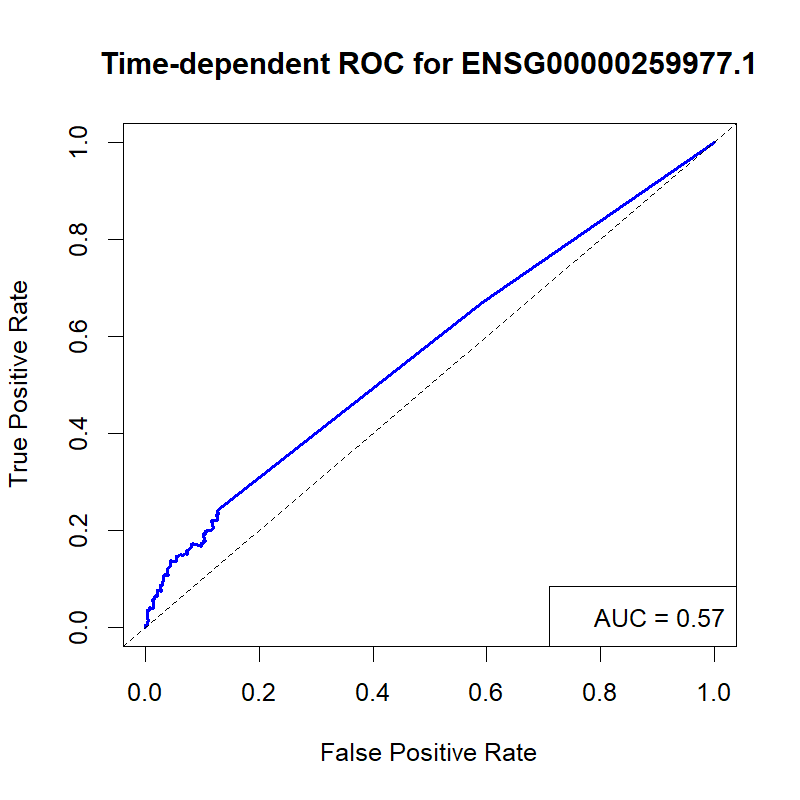 Time-dependent ROC for ENSG00000259977.1
True Positive Rate
1.0
0.8
0.6
0.4
0.2
0.0
AUC = 0.57
0.0 0.2 0.4 0.6 0.8 1.0
False Positive Rate